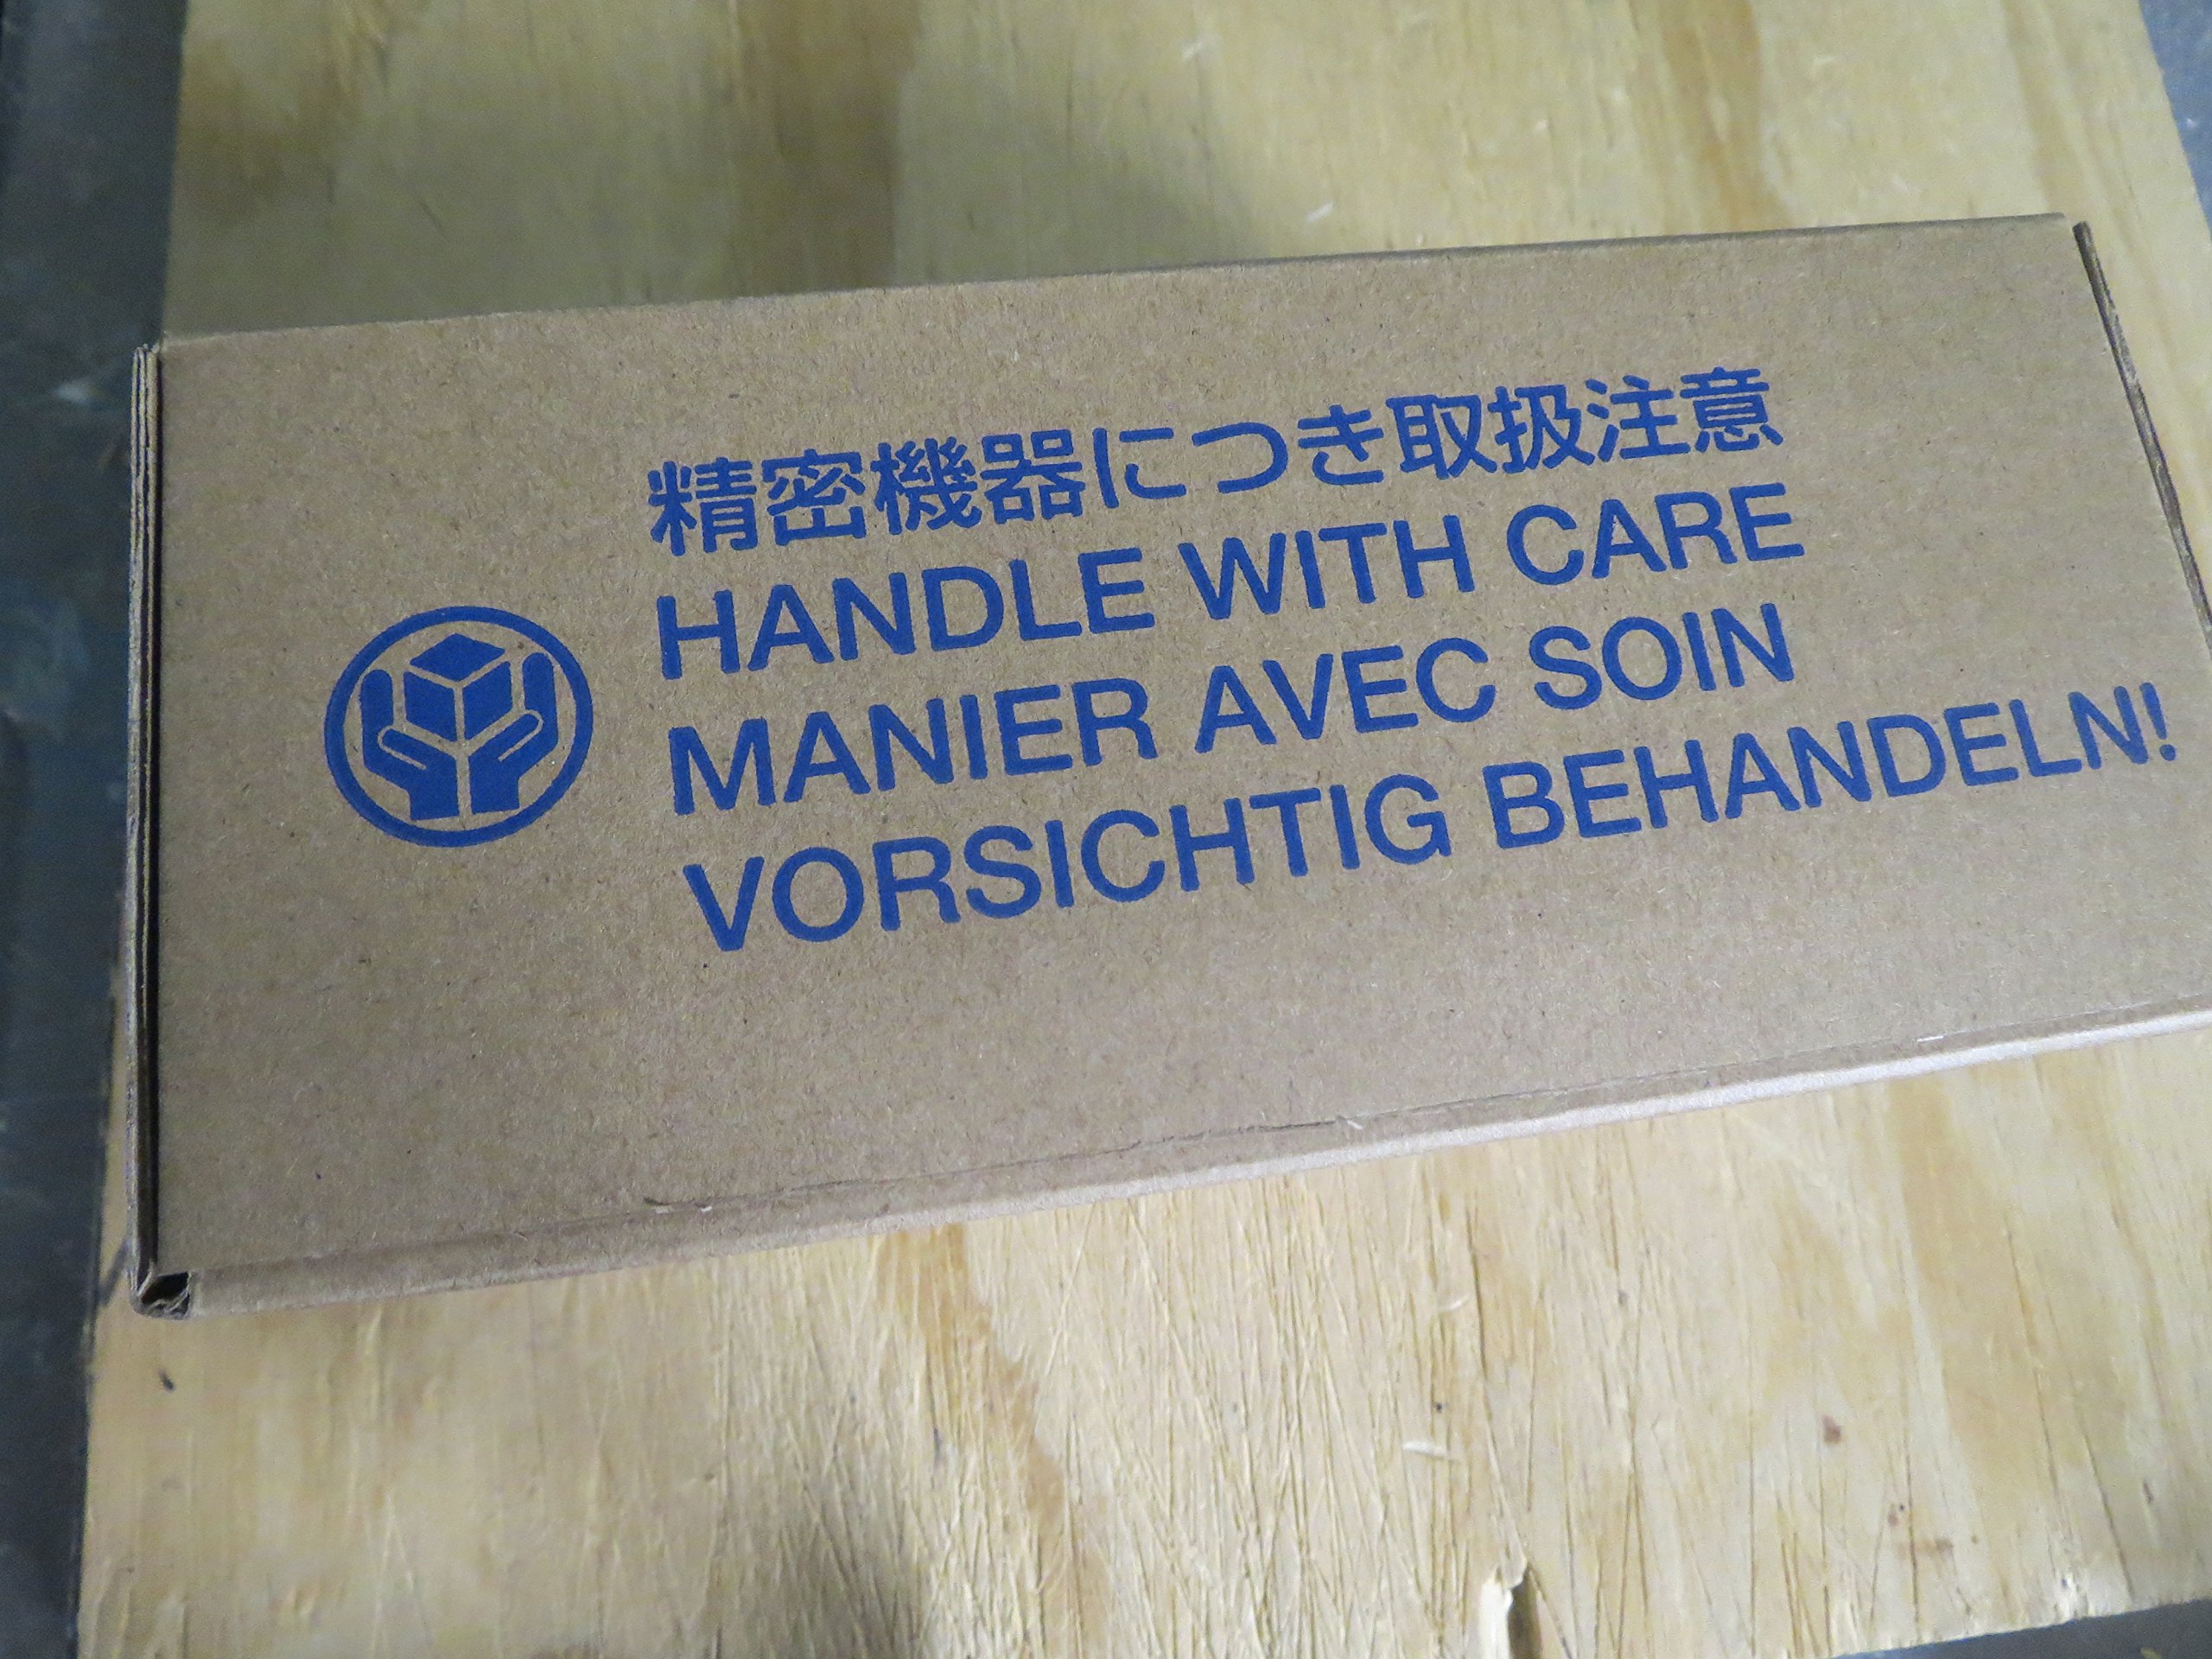 精密機器につき取扱注意
HANDLE WITH CARE
MANIER AVEC SOIN
VORSICHTIG BEHANDELN!